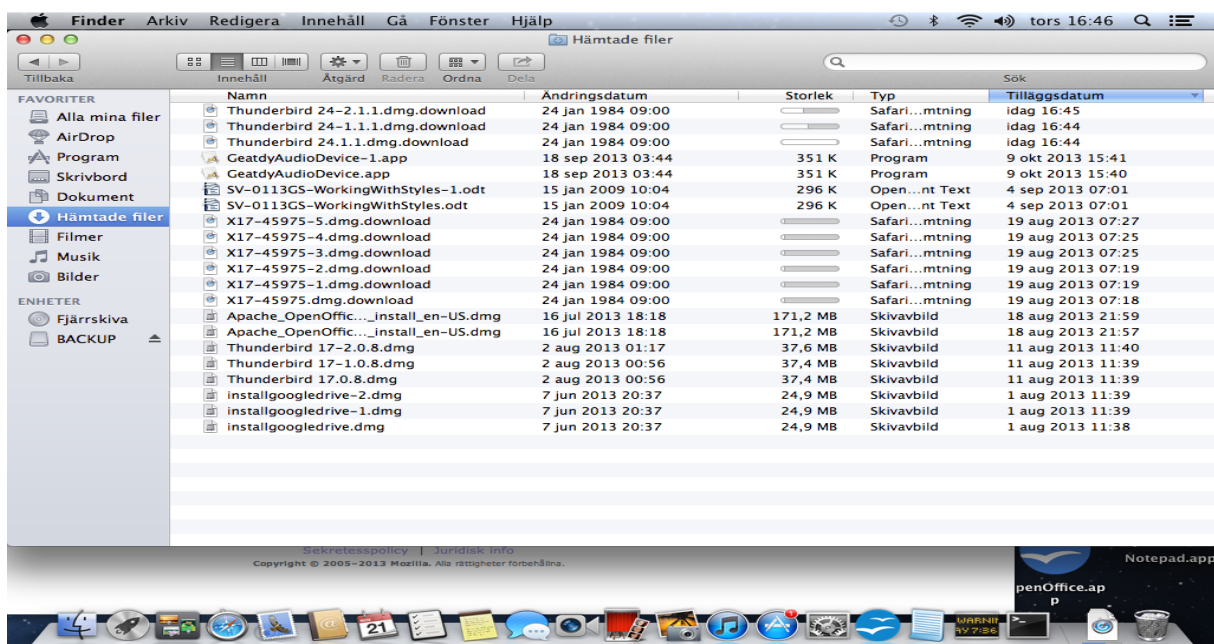 Finder Arkiv Redigera Innehåll Gå Fönster Hjälp tors 16:46
Hämtade filer
Tillbaka Innehåll Åtgärd Radera Ordna Dela Sök
FAVORITER
Alla mina filer
AirDrop
Program
Skrivbord
Dokument
Hämtade filer
Filmer
Musik
Bilder
ENHETER
Fjärrskiva
BACKUP
Namn Ändringsdatum Storlek Typ Tilläggsdatum
Thunderbird 24-2.1.1.dmg.download 24 jan 1984 09:00 Safari...mtning idag 16:45
Thunderbird 24-1.1.1.dmg.download 24 jan 1984 09:00 Safari...mtning idag 16:44
Thunderbird 24.1.1.dmg.download 24 jan 1984 09:00 Safari...mtning idag 16:44
GeatdyAudioDevice-1.app 18 sep 2013 03:44 351 K Program 9 okt 2013 15:41
GeatdyAudioDevice.app 18 sep 2013 03:44 351 K Program 9 okt 2013 15:40
SV-0113GS-WorkingWithStyles-1.odt 15 jan 2009 10:04 296 K Open...nt Text 4 sep 2013 07:01
SV-0113GS-WorkingWithStyles.odt 15 jan 2009 10:04 296 K Open...nt Text 4 sep 2013 07:01
X17-45975-5.dmg.download 24 jan 1984 09:00 Safari...mtning 19 aug 2013 07:27
X17-45975-4.dmg.download 24 jan 1984 09:00 Safari...mtning 19 aug 2013 07:25
X17-45975-3.dmg.download 24 jan 1984 09:00 Safari...mtning 19 aug 2013 07:25
X17-45975-2.dmg.download 24 jan 1984 09:00 Safari...mtning 19 aug 2013 07:19
X17-45975-1.dmg.download 24 jan 1984 09:00 Safari...mtning 19 aug 2013 07:19
X17-45975.dmg.download 24 jan 1984 09:00 Safari...mtning 19 aug 2013 07:18
Apache_OpenOffic..._install_en-US.dmg 16 jul 2013 18:18 171,2 MB Skivavbild 18 aug 2013 21:59
Apache_OpenOffic..._install_en-US.dmg 16 jul 2013 18:18 171,2 MB Skivavbild 18 aug 2013 21:57
Thunderbird 17-2.0.8.dmg 2 aug 2013 01:17 37,6 MB Skivavbild 11 aug 2013 11:40
Thunderbird 17-1.0.8.dmg 2 aug 2013 00:56 37,4 MB Skivavbild 11 aug 2013 11:39
Thunderbird 17.0.8.dmg 2 aug 2013 00:56 37,4 MB Skivavbild 11 aug 2013 11:39
installgoogledrive-2.dmg 7 jun 2013 20:37 24,9 MB Skivavbild 1 aug 2013 11:39
installgoogledrive-1.dmg 7 jun 2013 20:37 24,9 MB Skivavbild 1 aug 2013 11:39
installgoogledrive.dmg 7 jun 2013 20:37 24,9 MB Skivavbild 1 aug 2013 11:38
Sekretesspolicy | Juridisk info
Copyright © 2005–2013 Mozilla. Alla rättigheter förbehållna.
Notepad.app
penOffice.ap
p
21
1
WARNI
AY 7:36